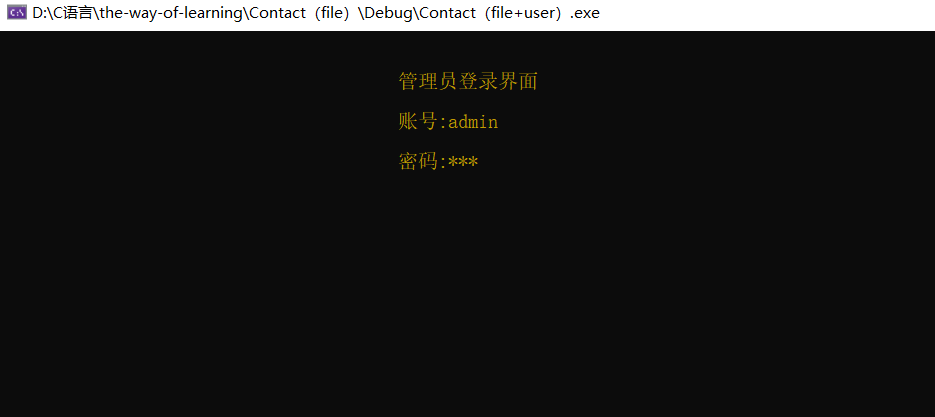 D:\C语言\the-way-of-learning\Contact（file）\Debug\Contact（file+user）.exe
管理员登录界面
账号:admin
密码:***